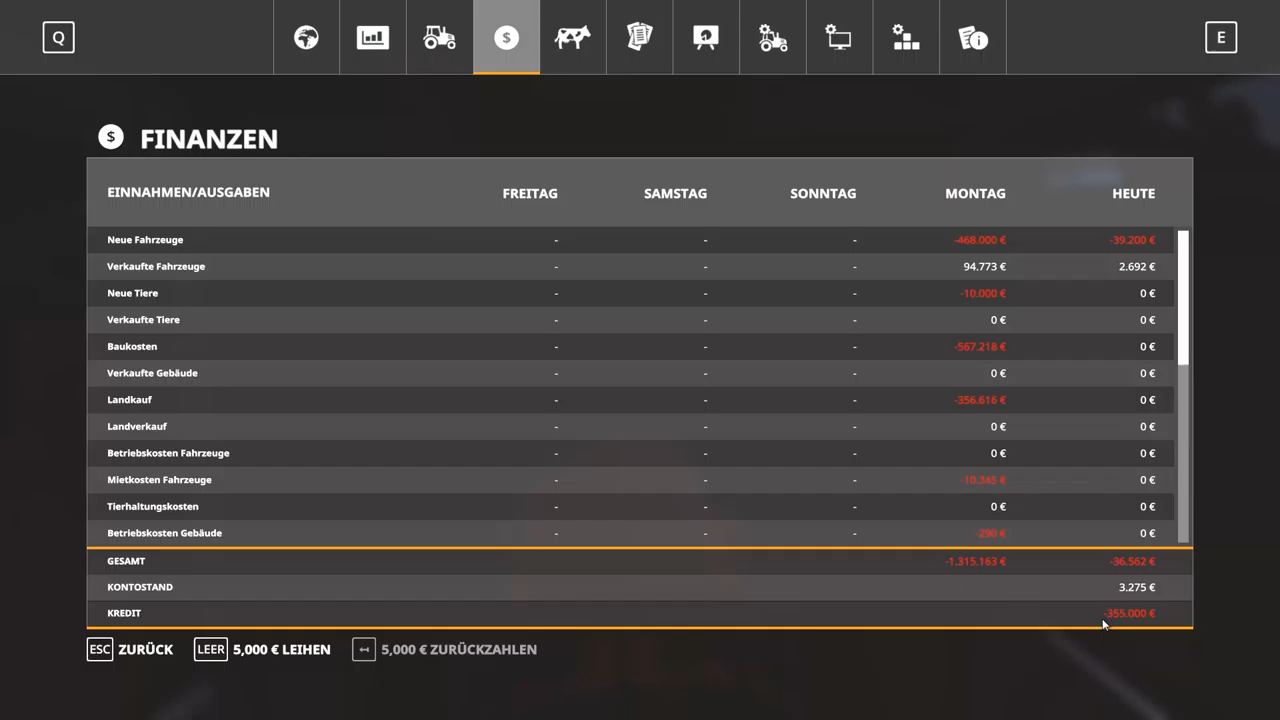 Q
$
E
$ FINANZEN
EINNAHMEN/AUSGABEN FREITAG SAMSTAG SONNTAG MONTAG HEUTE
Neue Fahrzeuge - - - -468.000 € -39.200 €
Verkaufte Fahrzeuge - - - 94.773 € 2.692 €
Neue Tiere - - - -10.000 € 0 €
Verkaufte Tiere - - - 0 € 0 €
Baukosten - - - -567.218 € 0 €
Verkaufte Gebäude - - - 0 € 0 €
Landkauf - - - -356.616 € 0 €
Landverkauf - - - 0 € 0 €
Betriebskosten Fahrzeuge - - - 0 € 0 €
Mietkosten Fahrzeuge - - - -10.345 € 0 €
Tierhaltungskosten - - - 0 € 0 €
Betriebskosten Gebäude - - - -290 € 0 €
GESAMT -1.315.163 € -36.562 €
KONTOSTAND 3.275 €
KREDIT -355.000 €
ESC ZURÜCK LEER 5,000 € LEIHEN ↔ 5,000 € ZURÜCKZAHLEN